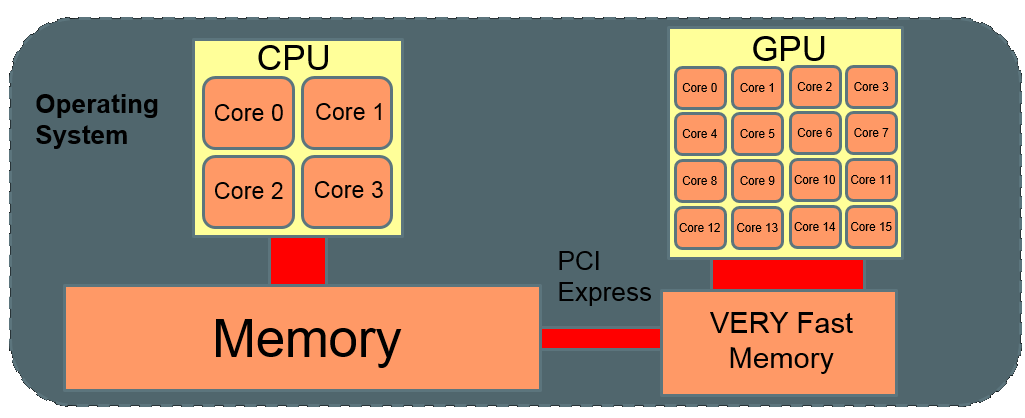 Operating
System
CPU
Core 0
Core 1
Core 2
Core 3
Memory
PCI
Express
GPU
Core 0
Core 1
Core 2
Core 3
Core 4
Core 5
Core 6
Core 7
Core 8
Core 9
Core 10
Core 11
Core 12
Core 13
Core 14
Core 15
VERY Fast
Memory